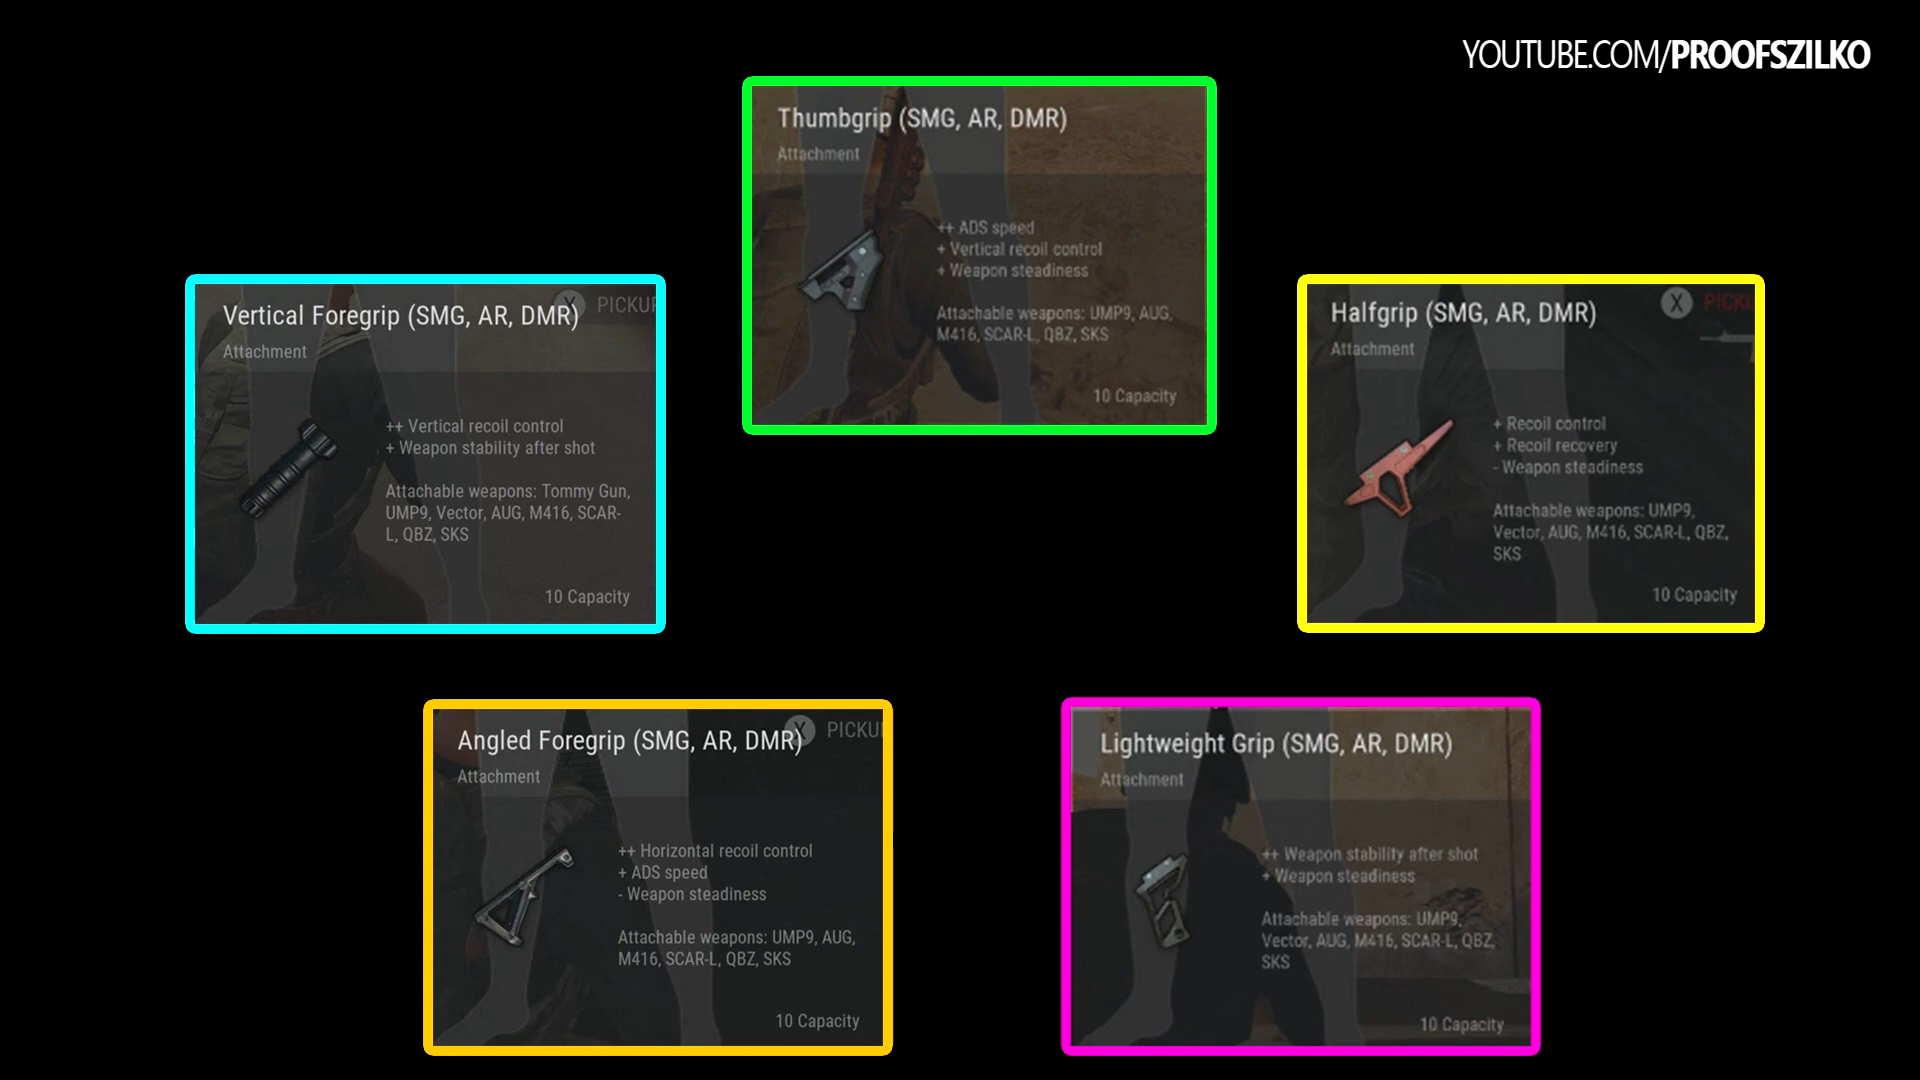 YOUTUBE.COM/PROOFSZILKO
Thumbgrip (SMG, AR, DMR)
Attachment
++ ADS speed
+ Vertical recoil control
+ Weapon steadiness
Attachable weapons: UMP9, AUG,
M416, SCAR-L, QBZ, SKS
10 Capacity
X PICKUP
Vertical Foregrip (SMG, AR, DMR)
Attachment
++ Vertical recoil control
+ Weapon stability after shot
Attachable weapons: Tommy Gun,
UMP9, Vector, AUG, M416, SCAR-
L, QBZ, SKS
10 Capacity
X PICKU
Halfgrip (SMG, AR, DMR)
Attachment
+ Recoil control
+ Recoil recovery
- Weapon steadiness
Attachable weapons: UMP9,
Vector, AUG, M416, SCAR-L, QBZ,
SKS
10 Capacity
X PICKU
Angled Foregrip (SMG, AR, DMR)
Attachment
++ Horizontal recoil control
+ ADS speed
- Weapon steadiness
Attachable weapons: UMP9, AUG,
M416, SCAR-L, QBZ, SKS
10 Capacity
Lightweight Grip (SMG, AR, DMR)
Attachment
++ Weapon stability after shot
+ Weapon steadiness
Attachable weapons: UMP9,
Vector, AUG, M416, SCAR-L, QBZ,
SKS
10 Capacity